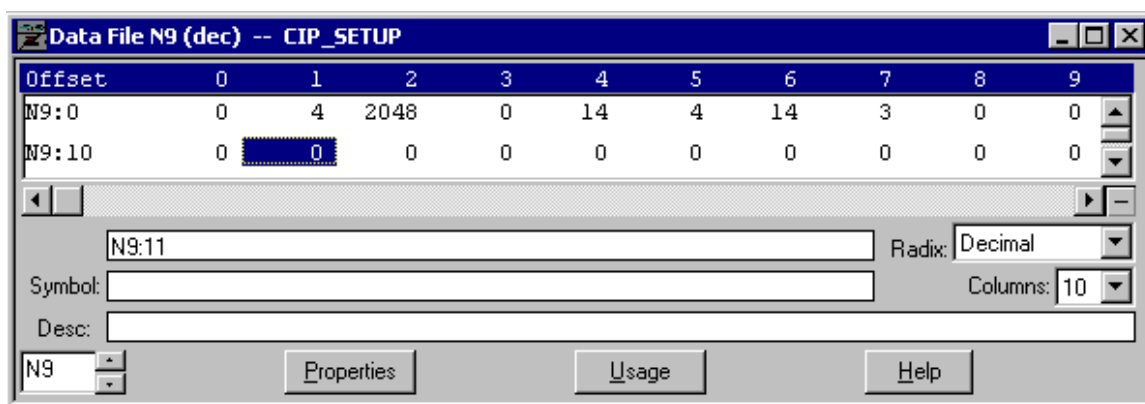 Data File N9 (dec) -- CIP_SETUP
Offset 0 1 2 3 4 5 6 7 8 9
N9:0 0 4 2048 0 14 4 14 3 0 0
N9:10 0 0 0 0 0 0 0 0 0 0
N9:11 Radix: Decimal
Symbol: Columns: 10
Desc:
N9 Properties Usage Help